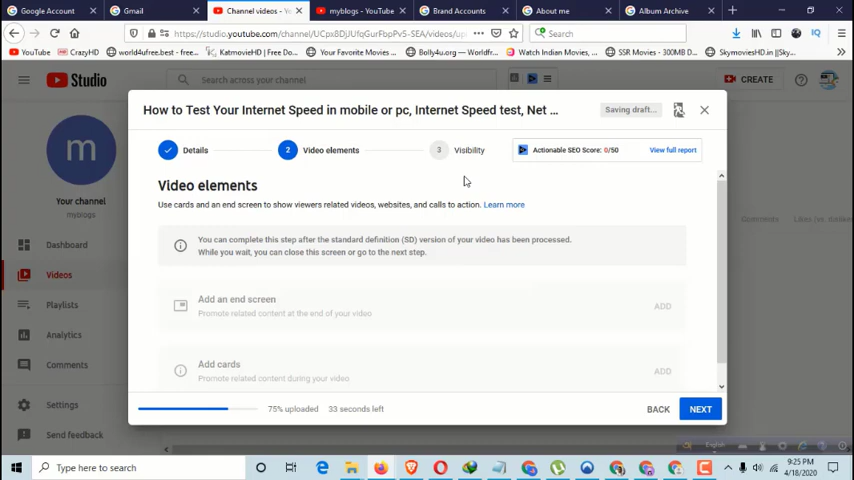 Google Account
Gmail
Channel videos - Yo
myblogs - YouTube
Brand Accounts
About me
Album Archive
https://studio.youtube.com/channel/UCpx8DjJUfqGurFbpPv5-SEA/videos/up
Search
YouTube
CrazyHD
world4ufree.best - free...
KatmovieHD | Free D...
Your Favorite Movies...
Bolly4u.org — Worldfr...
Watch Indian Movies, ...
SSR Movies - 300MB D...
SkymoviesHD.in
Studio
Search across your channel
CREATE
How to Test Your Internet Speed in mobile or pc, Internet Speed test, Net ...
Saving draft...
Details
2
Video elements
3
Visibility
Actionable SEO Score: 0/50
View full report
m
Your channel
myblogs
Dashboard
Videos
Playlists
Analytics
Comments
Settings
Send feedback
Video elements
Use cards and an end screen to show viewers related videos, websites, and calls to action. Learn more
You can complete this step after the standard definition (SD) version of your video has been processed.
While you wait, you can close this screen or go to the next step.
Add an end screen
Promote related content at the end of your video
ADD
Add cards
Promote related content during your video
ADD
Comments
75% uploaded
33 seconds left
BACK
NEXT
English
Type here to search
9:25 PM
4/18/2020